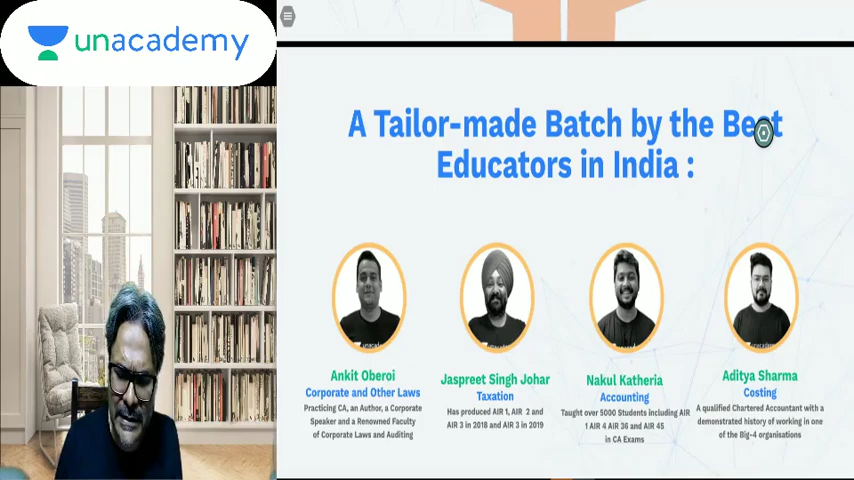 unacademy
A Tailor-made Batch by the Best
Educators in India :
Ankit Oberoi
Corporate and Other Laws
Practicing CA, an Author, a Corporate
Speaker and a Renowned Faculty
of Corporate Laws and Auditing
Jaspreet Singh Johar
Taxation
Has produced AIR 1, AIR 2 and
AIR 3 in 2018 and AIR 3 in 2019
Nakul Katheria
Accounting
Taught over 5000 Students including AIR
1 AIR 4 AIR 36 and AIR 45
in CA Exams
Aditya Sharma
Costing
A qualified Chartered Accountant with a
demonstrated history of working in one
of the Big-4 organisations